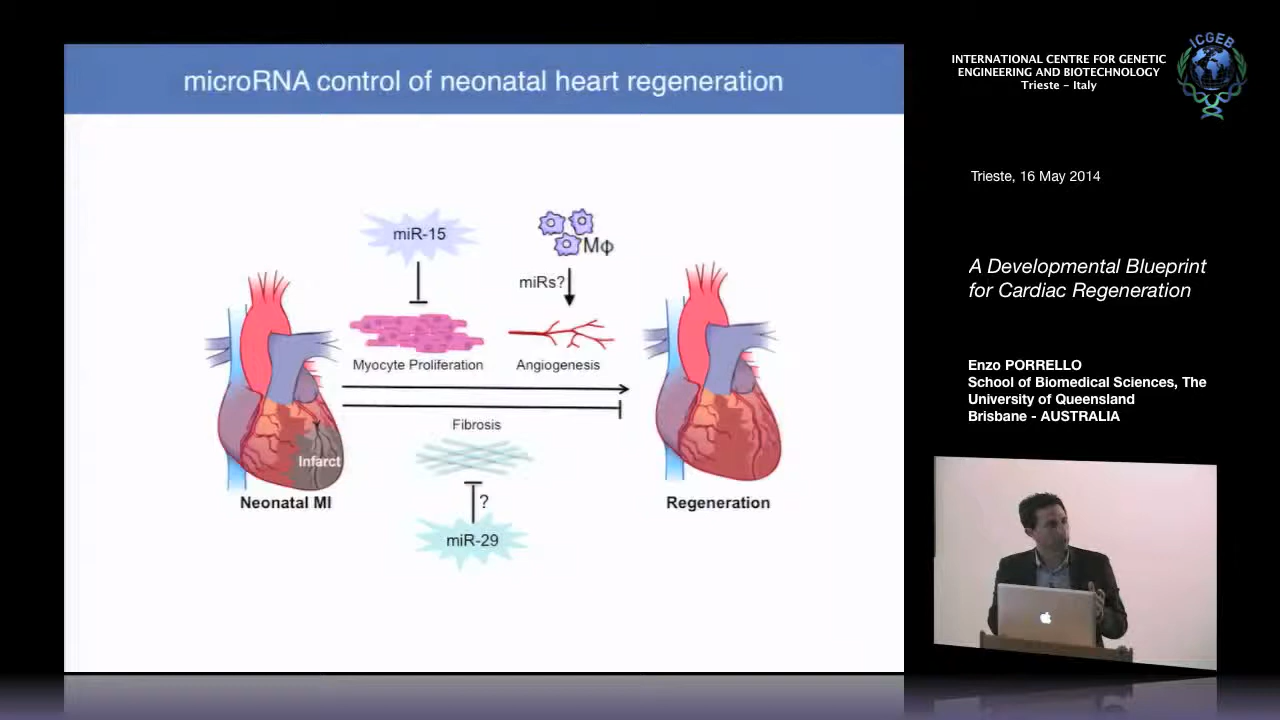 microRNA control of neonatal heart regeneration
miR-15
Mϕ
miRs?
Myocyte Proliferation
Angiogenesis
Fibrosis
Infarct
Neonatal MI
Regeneration
?
miR-29
INTERNATIONAL CENTRE FOR GENETIC
ENGINEERING AND BIOTECHNOLOGY
Trieste - Italy
ICGEB
Trieste, 16 May 2014
A Developmental Blueprint
for Cardiac Regeneration
Enzo PORRELLO
School of Biomedical Sciences, The
University of Queensland
Brisbane - AUSTRALIA